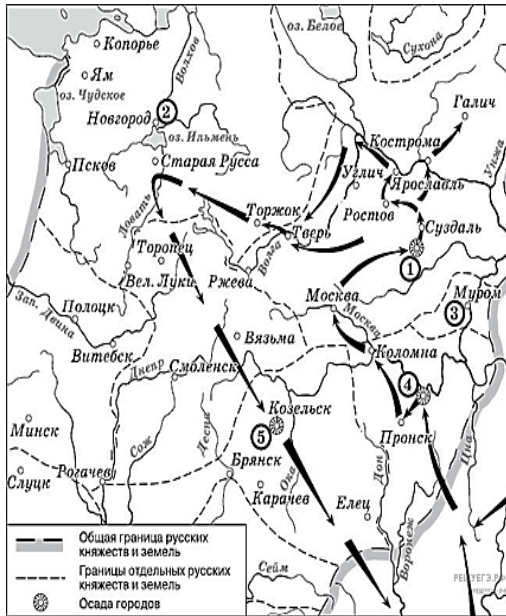 Копорье
оз. Белое
Сухона
Ям
Волхов
оз. Чудское
Галич
Новгород
2
оз. Ильмень
Кострома
Унжа
Псков
Старая Русса
Углич
Ярославль
Ловать
Ростов
Торжок
Суздаль
Тверь
Торопец
Волга
1
Вел. Луки
Ржева
Москва
Муром
Зап. Двина
Полоцк
Москва
3
Вязьма
Коломна
Витебск
Днепр
Смоленск
4
Козельск
Минск
Сож
Десна
5
Пронск
Цна
Слуцк
Рогачев
Брянск
Ока
Дон
Карачев
Елец
Воронеж
Общая граница русских
княжеств и земель
Границы отдельных русских
княжеств и земель
Сейм
Осада городов